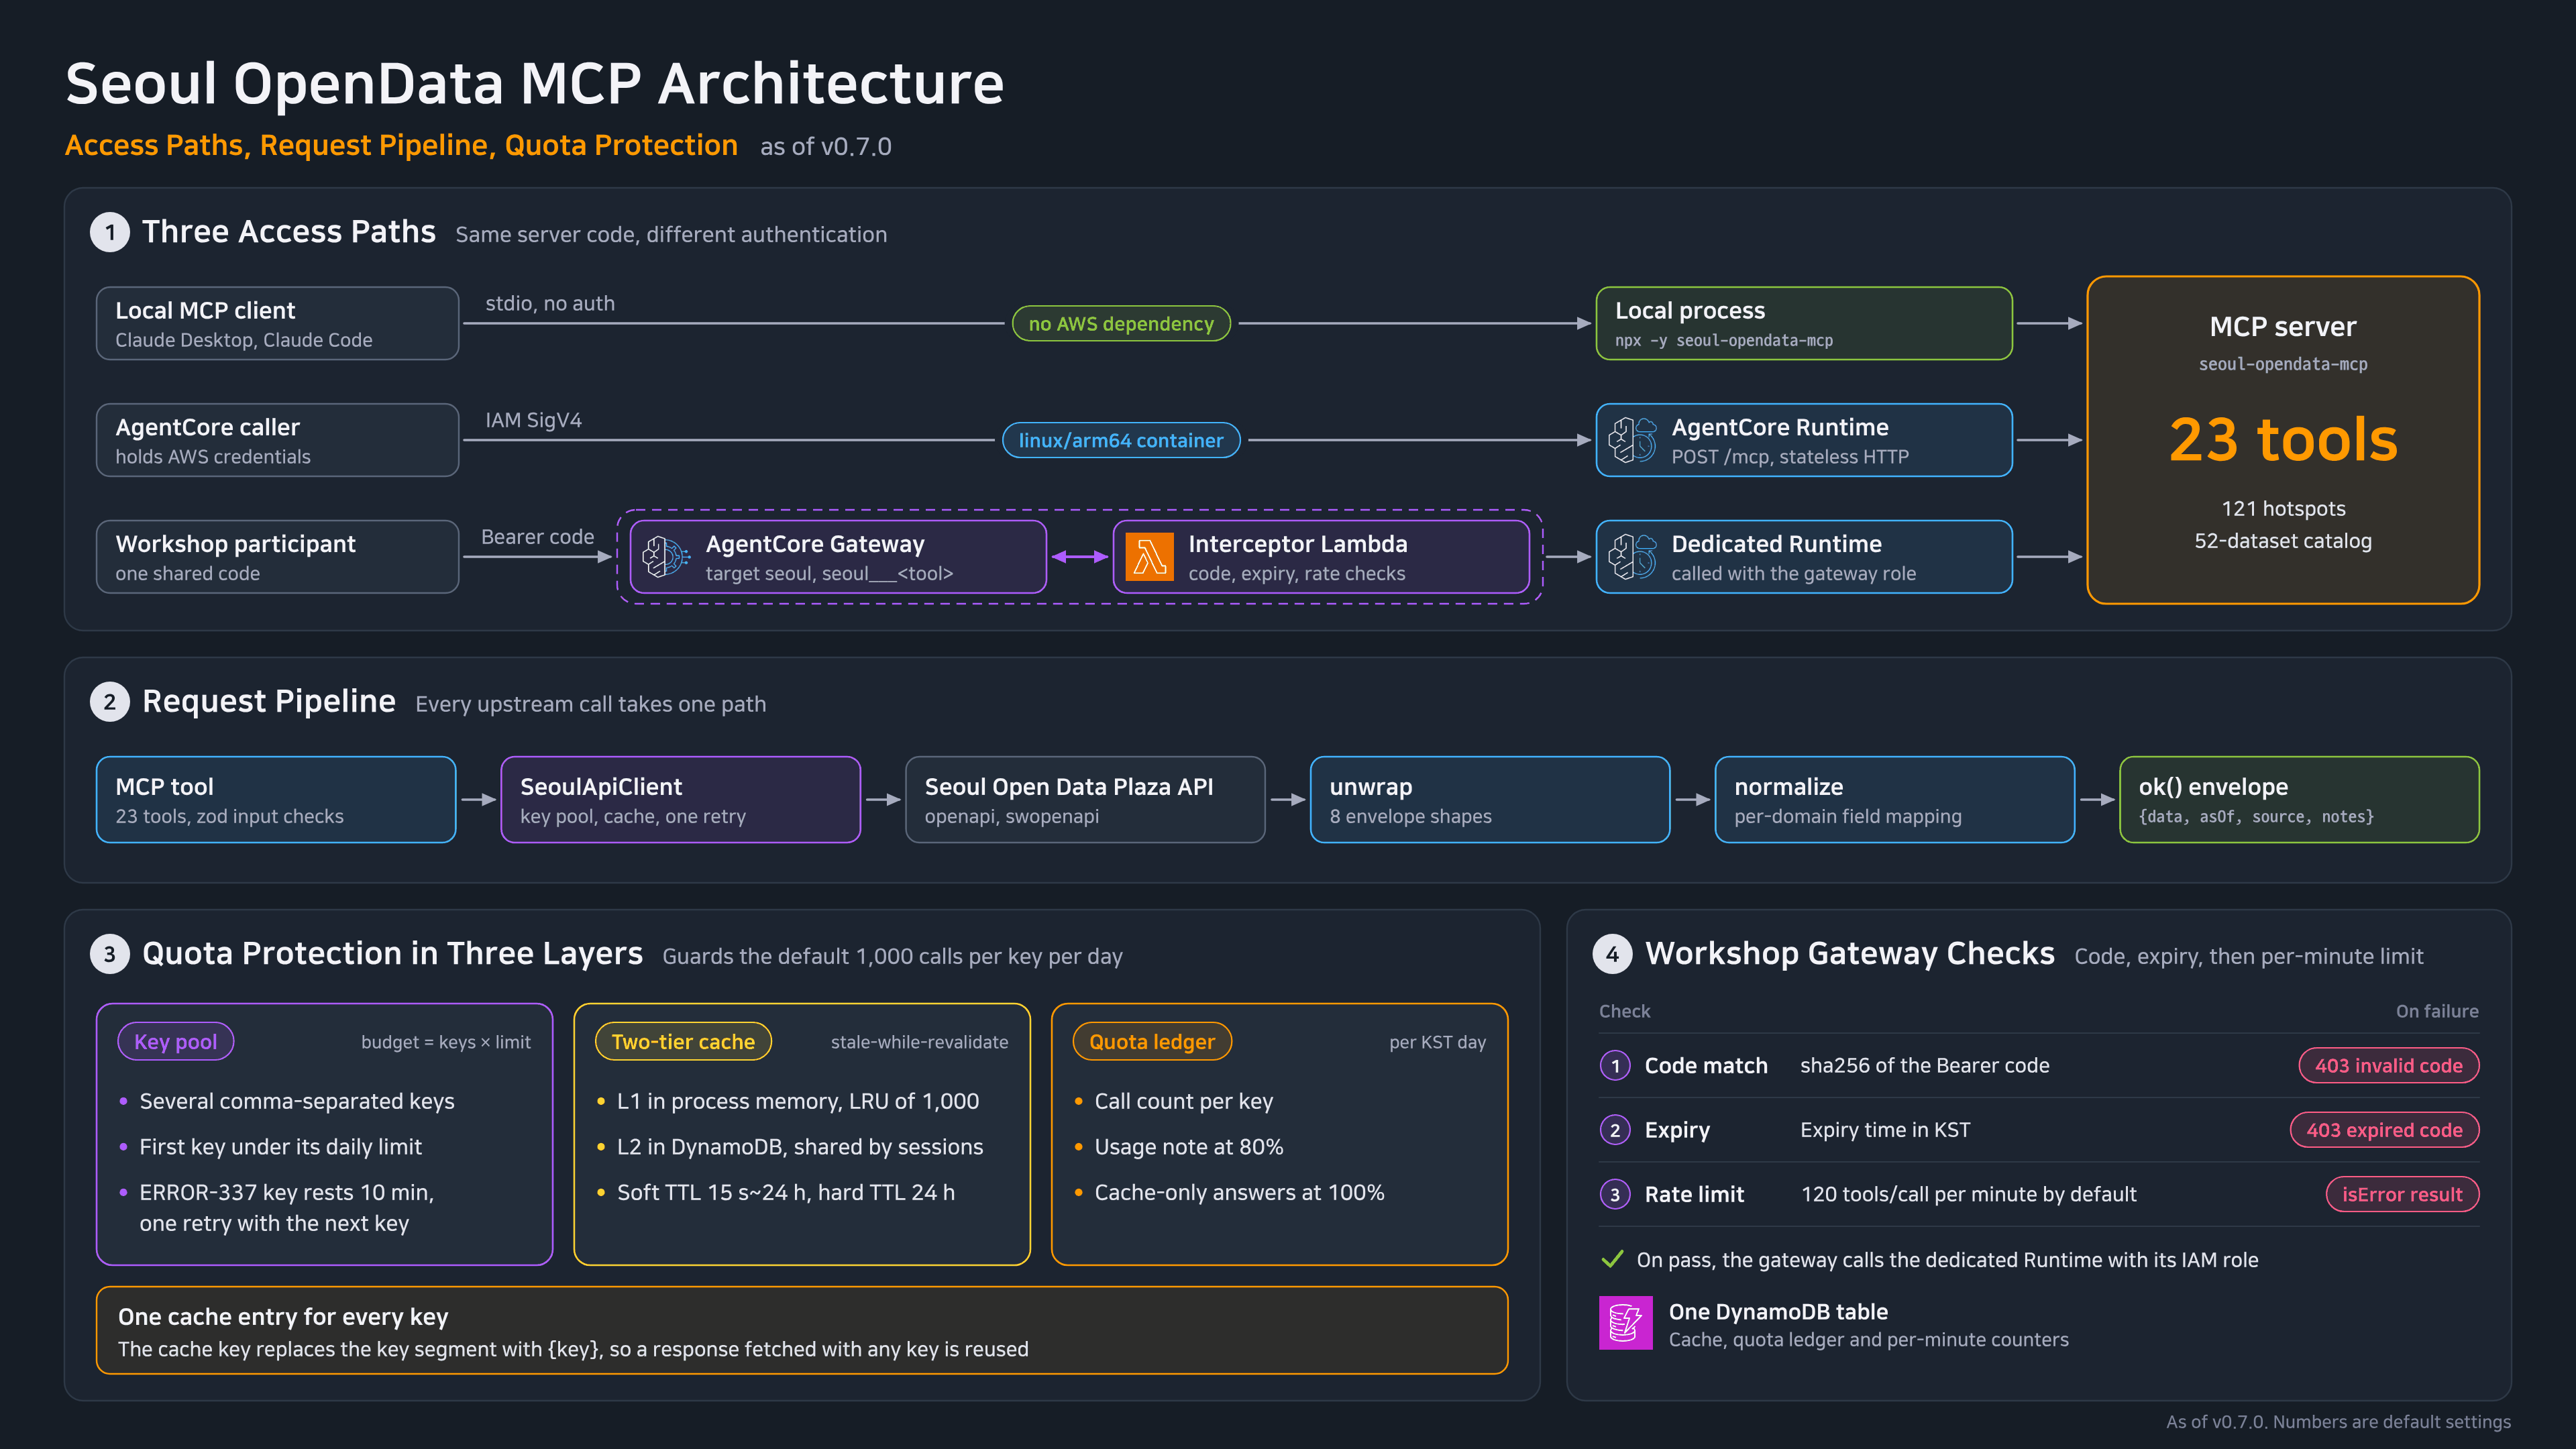 Seoul OpenData MCP Architecture
Access Paths, Request Pipeline, Quota Protection as of v0.7.0
1 Three Access Paths Same server code, different authentication
Local MCP client
Claude Desktop, Claude Code
stdio, no auth
no AWS dependency
Local process
npx -y seoul-opendata-mcp
AgentCore caller
holds AWS credentials
IAM SigV4
linux/arm64 container
AgentCore Runtime
POST /mcp, stateless HTTP
Workshop participant
one shared code
Bearer code
AgentCore Gateway
target seoul, seoul___<tool>
Interceptor Lambda
code, expiry, rate checks
Dedicated Runtime
called with the gateway role
MCP server
seoul-opendata-mcp
23 tools
121 hotspots
52-dataset catalog
2 Request Pipeline Every upstream call takes one path
MCP tool
23 tools, zod input checks
SeoulApiClient
key pool, cache, one retry
Seoul Open Data Plaza API
openapi, swopenapi
unwrap
8 envelope shapes
normalize
per-domain field mapping
ok() envelope
{data, asOf, source, notes}
3 Quota Protection in Three Layers Guards the default 1,000 calls per key per day
Key pool budget = keys × limit
• Several comma-separated keys
• First key under its daily limit
• ERROR-337 key rests 10 min,
one retry with the next key
Two-tier cache stale-while-revalidate
• L1 in process memory, LRU of 1,000
• L2 in DynamoDB, shared by sessions
• Soft TTL 15 s~24 h, hard TTL 24 h
Quota ledger per KST day
• Call count per key
• Usage note at 80%
• Cache-only answers at 100%
One cache entry for every key
The cache key replaces the key segment with {key}, so a response fetched with any key is reused
4 Workshop Gateway Checks Code, expiry, then per-minute limit
Check On failure
1 Code match sha256 of the Bearer code 403 invalid code
2 Expiry Expiry time in KST 403 expired code
3 Rate limit 120 tools/call per minute by default isError result
On pass, the gateway calls the dedicated Runtime with its IAM role
One DynamoDB table
Cache, quota ledger and per-minute counters
As of v0.7.0. Numbers are default settings